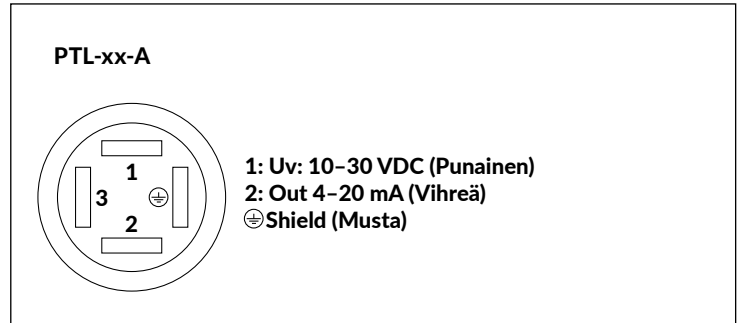 PTL-xx-A
1
3
2
1: Uv: 10–30 VDC (Punainen)
2: Out 4–20 mA (Vihreä)
⏚ Shield (Musta)